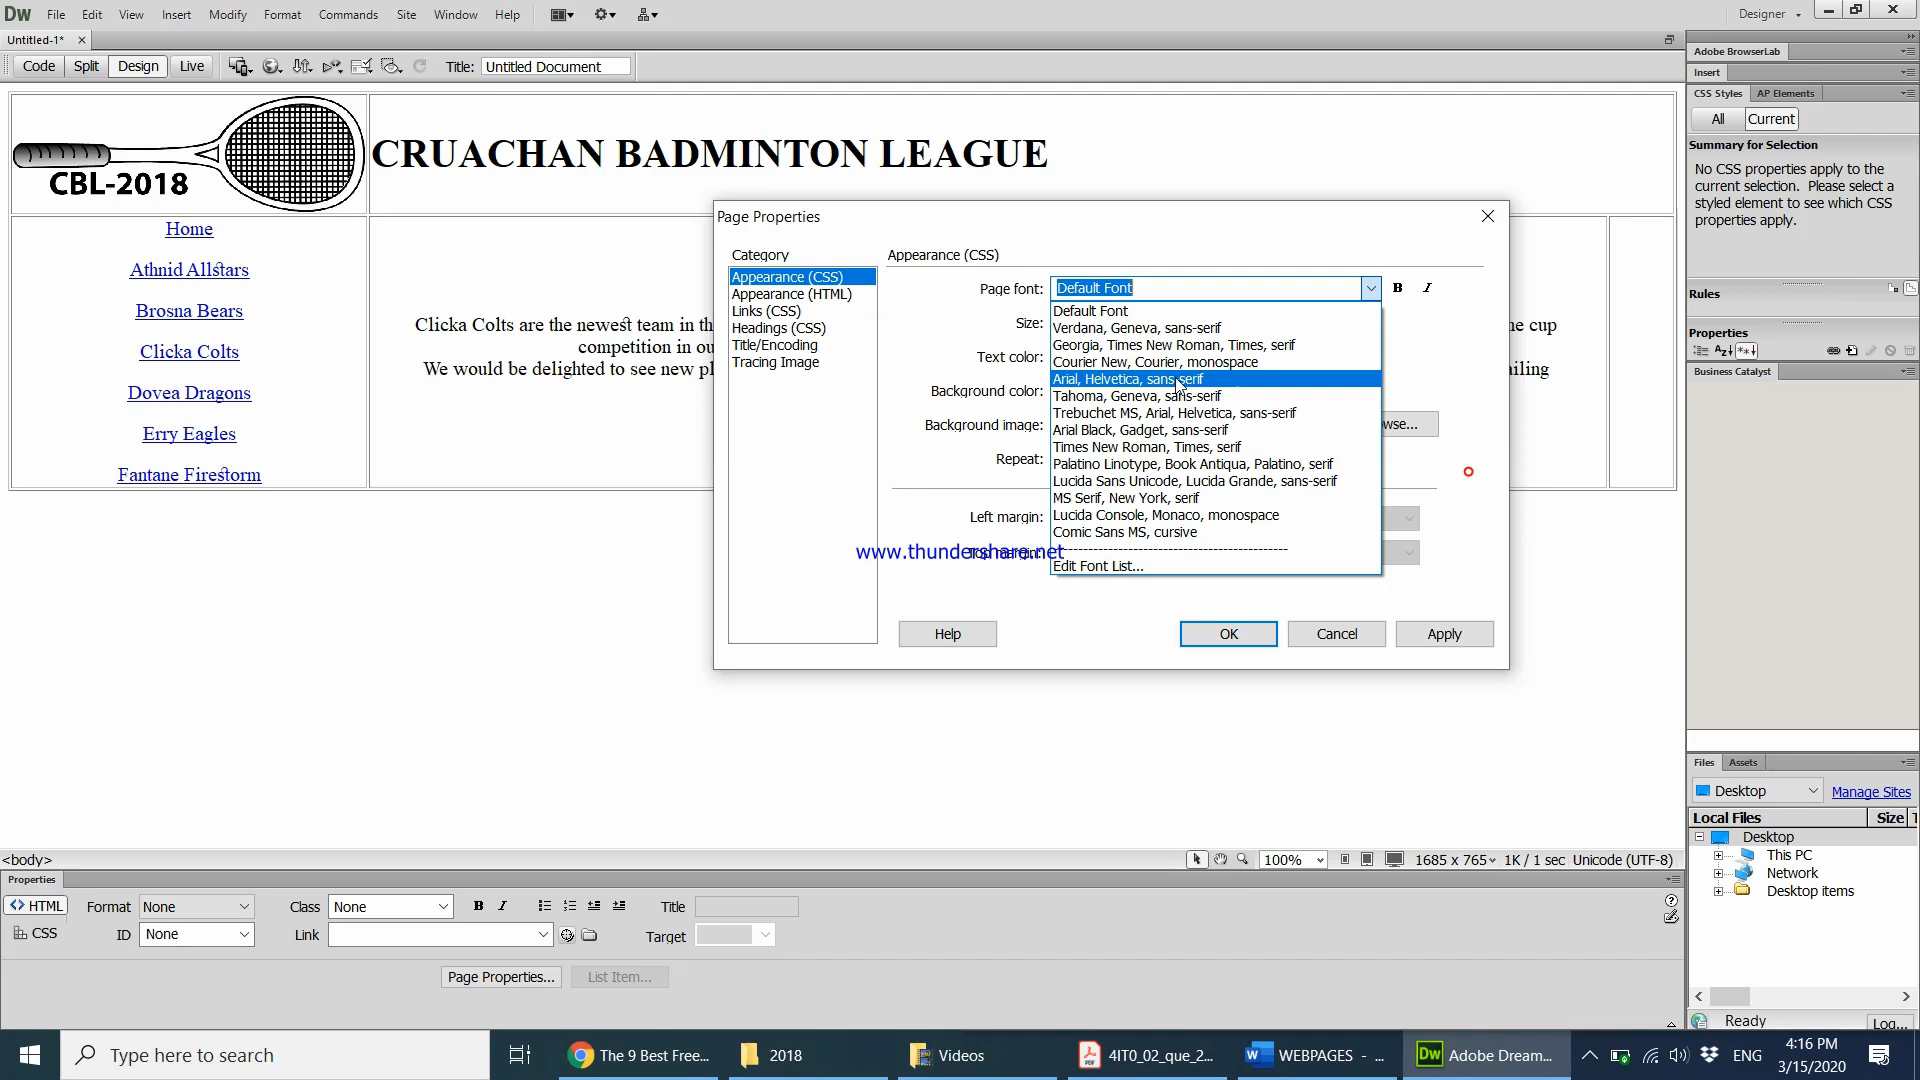 Dw File Edit View Insert Modify Format Commands Site Window Help Designer
Untitled-1* ×
Code Split Design Live Title: Untitled Document
Adobe BrowserLab
Insert
CSS Styles AP Elements
All Current
Summary for Selection
No CSS properties apply to the
current selection. Please select a
styled element to see which CSS
properties apply.
Rules
Properties
Business Catalyst
CBL-2018
CRUACHAN BADMINTON LEAGUE
Home
Athnid Allstars
Brosna Bears
Clicka Colts
Dovea Dragons
Erry Eagles
Fantane Firestorm
Clicka Colts are the newest team in th
competition in ou
We would be delighted to see new pl
ne cup
ailing
Page Properties
Category
Appearance (CSS)
Appearance (HTML)
Links (CSS)
Headings (CSS)
Title/Encoding
Tracing Image
Appearance (CSS)
Page font: Default Font B I
Size:
Text color:
Background color:
Background image: wse...
Repeat:
Left margin:
Default Font
Verdana, Geneva, sans-serif
Georgia, Times New Roman, Times, serif
Courier New, Courier, monospace
Arial, Helvetica, sans-serif
Tahoma, Geneva, sans-serif
Trebuchet MS, Arial, Helvetica, sans-serif
Arial Black, Gadget, sans-serif
Times New Roman, Times, serif
Palatino Linotype, Book Antiqua, Palatino, serif
Lucida Sans Unicode, Lucida Grande, sans-serif
MS Serif, New York, serif
Lucida Console, Monaco, monospace
Comic Sans MS, cursive
Edit Font List...
www.thundershare.net
Help OK Cancel Apply
Files Assets
Desktop Manage Sites
Local Files Size T
Desktop
This PC
Network
Desktop items
Ready Log...
<body> 100% 1685 x 765 1K / 1 sec Unicode (UTF-8)
Properties
HTML Format None Class None B I Title
CSS ID None Link Target
Page Properties... List Item...
Type here to search The 9 Best Free... 2018 Videos 4IT0_02_que_2... WEBPAGES - ... Dw Adobe Dream... ENG
4:16 PM
3/15/2020